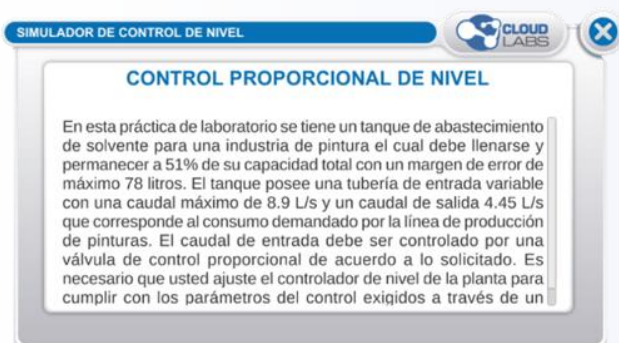 SIMULADOR DE CONTROL DE NIVEL
CLOUD
LABS
CONTROL PROPORCIONAL DE NIVEL
En esta práctica de laboratorio se tiene un tanque de abastecimiento
de solvente para una industria de pintura el cual debe llenarse y
permanecer a 51% de su capacidad total con un margen de error de
máximo 78 litros. El tanque posee una tubería de entrada variable
con una caudal máximo de 8.9 L/s y un caudal de salida 4.45 L/s
que corresponde al consumo demandado por la línea de producción
de pinturas. El caudal de entrada debe ser controlado por una
válvula de control proporcional de acuerdo a lo solicitado. Es
necesario que usted ajuste el controlador de nivel de la planta para
cumplir con los parámetros del control exigidos a través de un